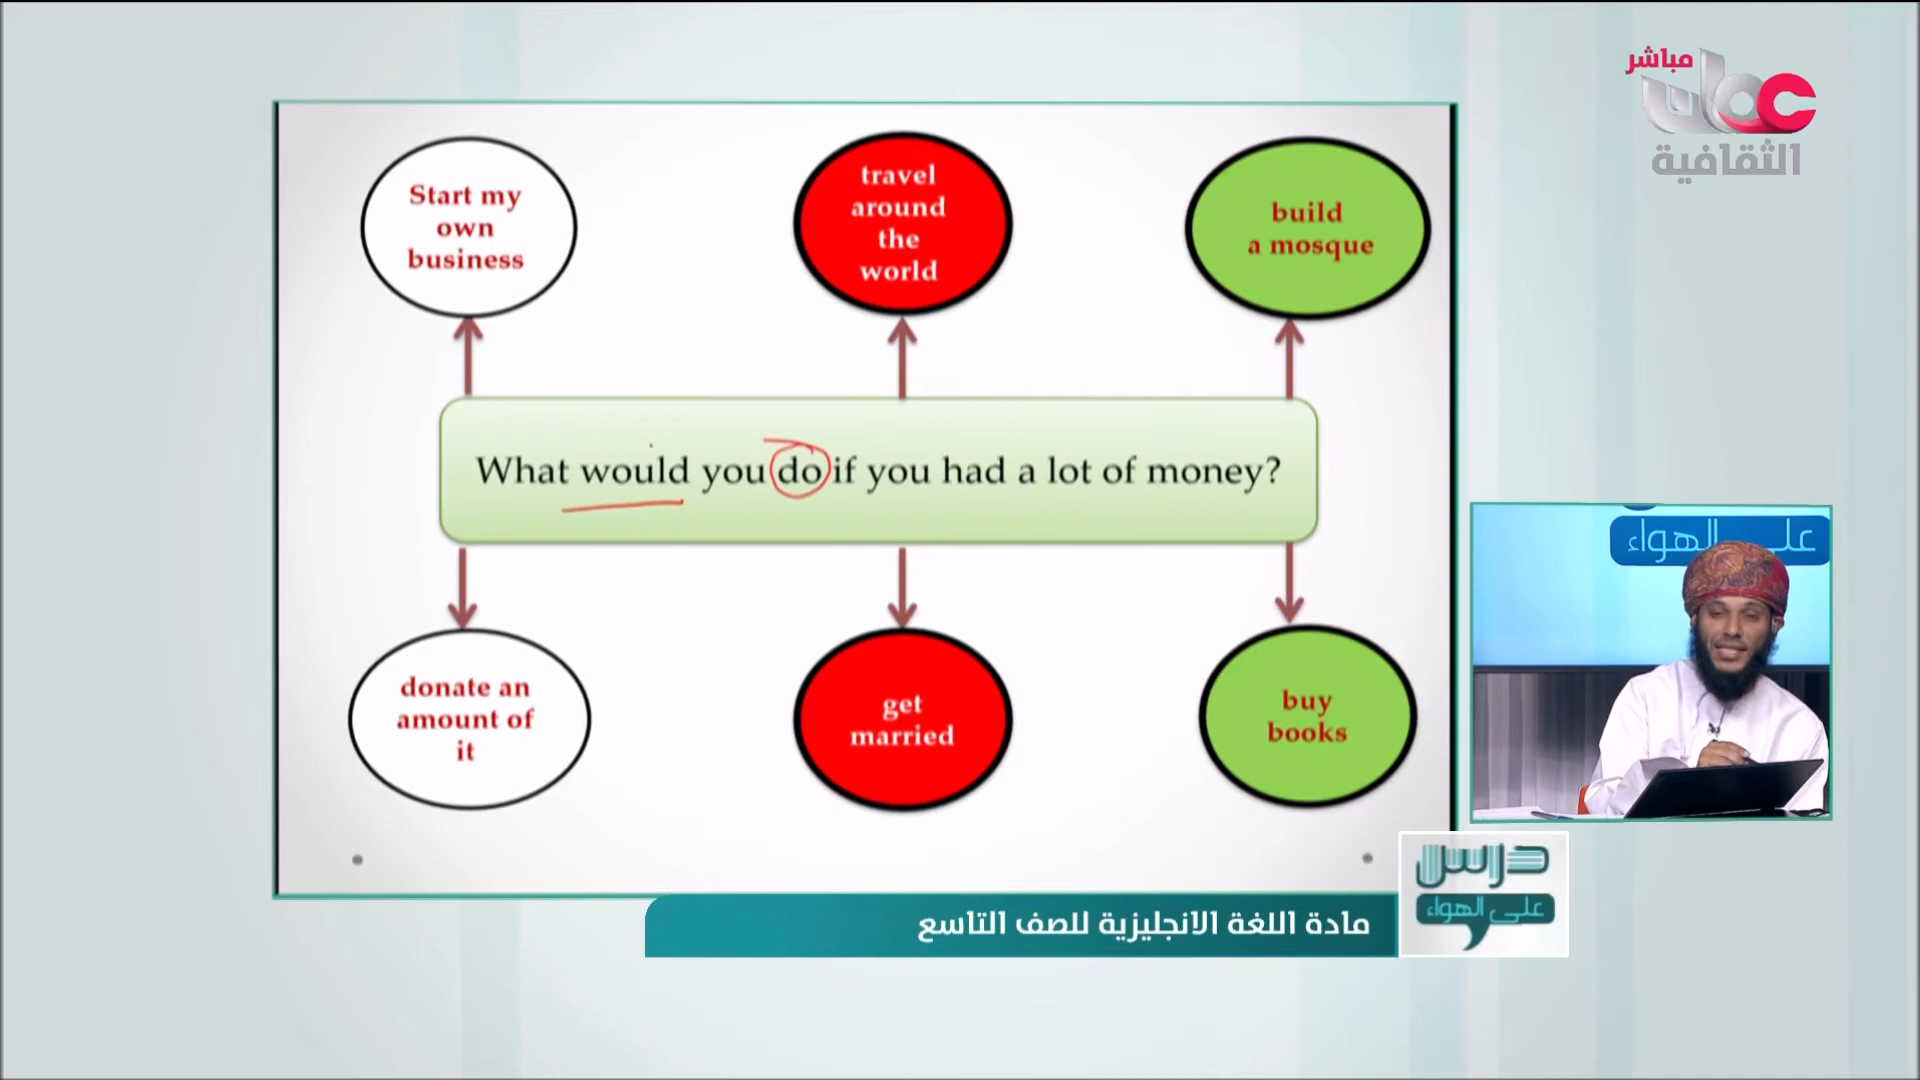 مباشر
عمان
الثقافية
Start my
own
business
travel
around
the
world
build
a mosque
What would you do if you had a lot of money?
donate an
amount of
it
get
married
buy
books
على الهواء
درس
على الهواء
مادة اللغة الانجليزية للصف التاسع